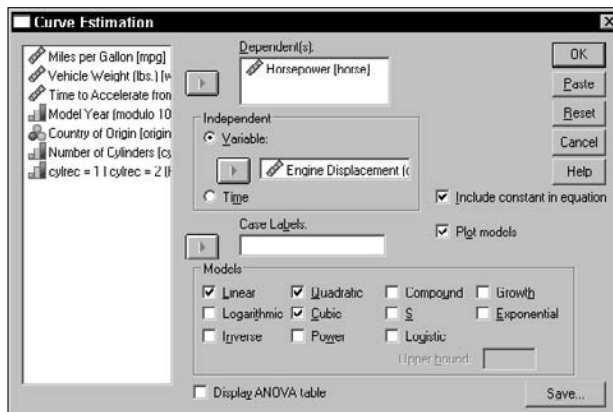 Curve Estimation
Miles per Gallon [mpg]
Vehicle Weight (lbs.) [w
Time to Accelerate fron
Model Year (modulo 10
Country of Origin [origin
Number of Cylinders [cy
cylrec = 1 | cylrec = 2 [f
Dependent(s):
Horsepower [horse]
Independent
Variable:
Engine Displacement (c
Time
Case Labels:
OK
Paste
Reset
Cancel
Help
Include constant in equation
Plot models
Models
Linear
Quadratic
Compound
Growth
Logarithmic
Cubic
S
Exponential
Inverse
Power
Logistic
Upper bound:
Display ANOVA table
Save...